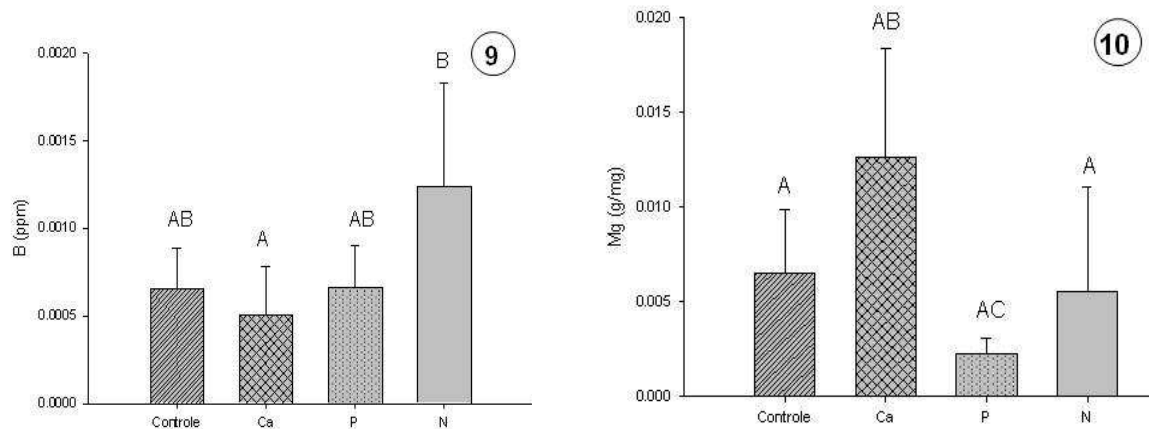 9
0.0020
0.0015
0.0010
0.0005
0.0000
B (ppm)
AB
A
AB
B
Controle Ca P N
10
0.020
0.015
0.010
0.005
0.000
Mg (g/mg)
A
AB
AC
A
Controle Ca P N